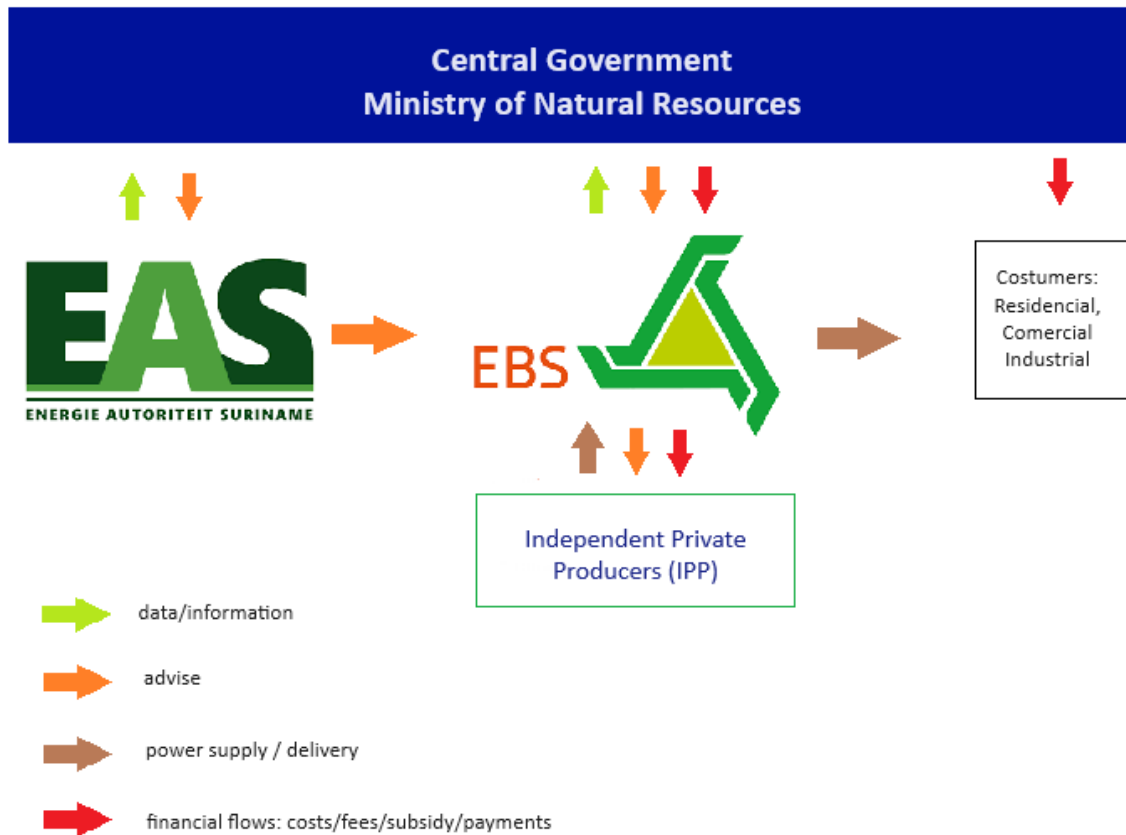 Central Government
Ministry of Natural Resources
EAS
ENERGIE AUTORITEIT SURINAME
EBS
Costumers:
Residencial,
Comercial
Industrial
Independent Private
Producers (IPP)
data/information
advise
power supply / delivery
financial flows: costs/fees/subsidy/payments